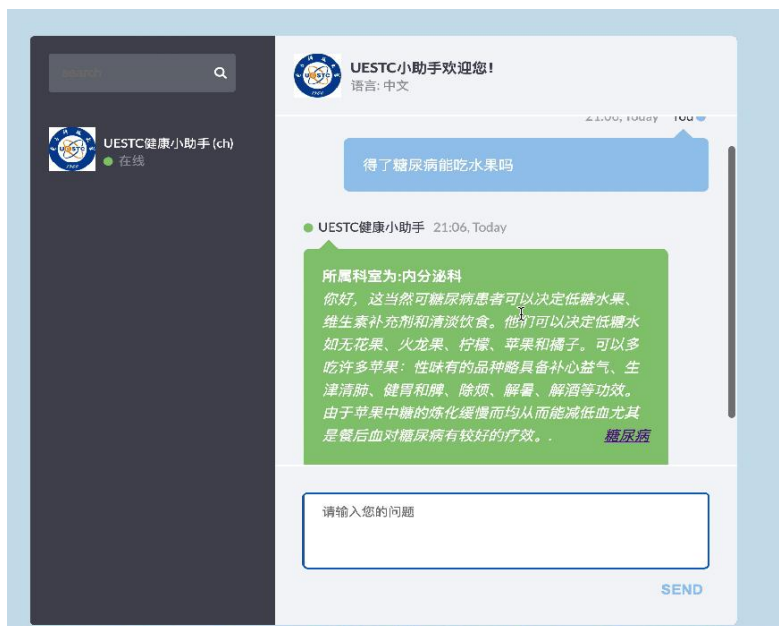 search
UESTC小助手欢迎您!
语言: 中文
UESTC健康小助手(ch)
在线
21:06, Today You
得了糖尿病能吃水果吗
UESTC健康小助手 21:06, Today
所属科室为:内分泌科
你好，这当然可糖尿病患者可以决定低糖水果、
维生素补充剂和清淡饮食。他们可以决定低糖水
如无花果、火龙果、柠檬、苹果和橘子。可以多
吃许多苹果：性味有的品种略具备补心益气、生
津清肺、健胃和脾、除烦、解暑、解酒等功效。
由于苹果中糖的炼化缓慢而均从而能减低血尤其
是餐后血对糖尿病有较好的疗效。. 糖尿病
请输入您的问题
SEND